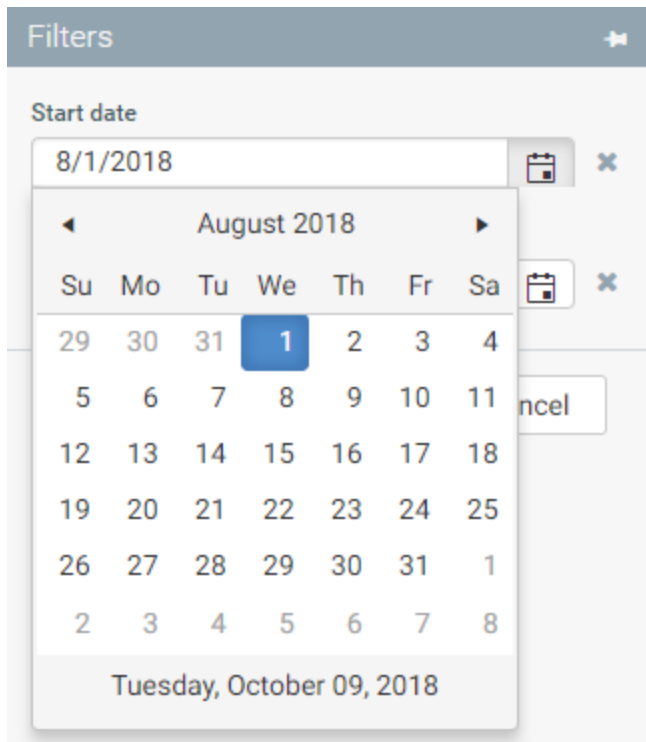 Filters
Start date
8/1/2018
August 2018
Su Mo Tu We Th Fr Sa
29 30 31 1 2 3 4
5 6 7 8 9 10 11
ncel
12 13 14 15 16 17 18
19 20 21 22 23 24 25
26 27 28 29 30 31 1
2 3 4 5 6 7 8
Tuesday, October 09, 2018